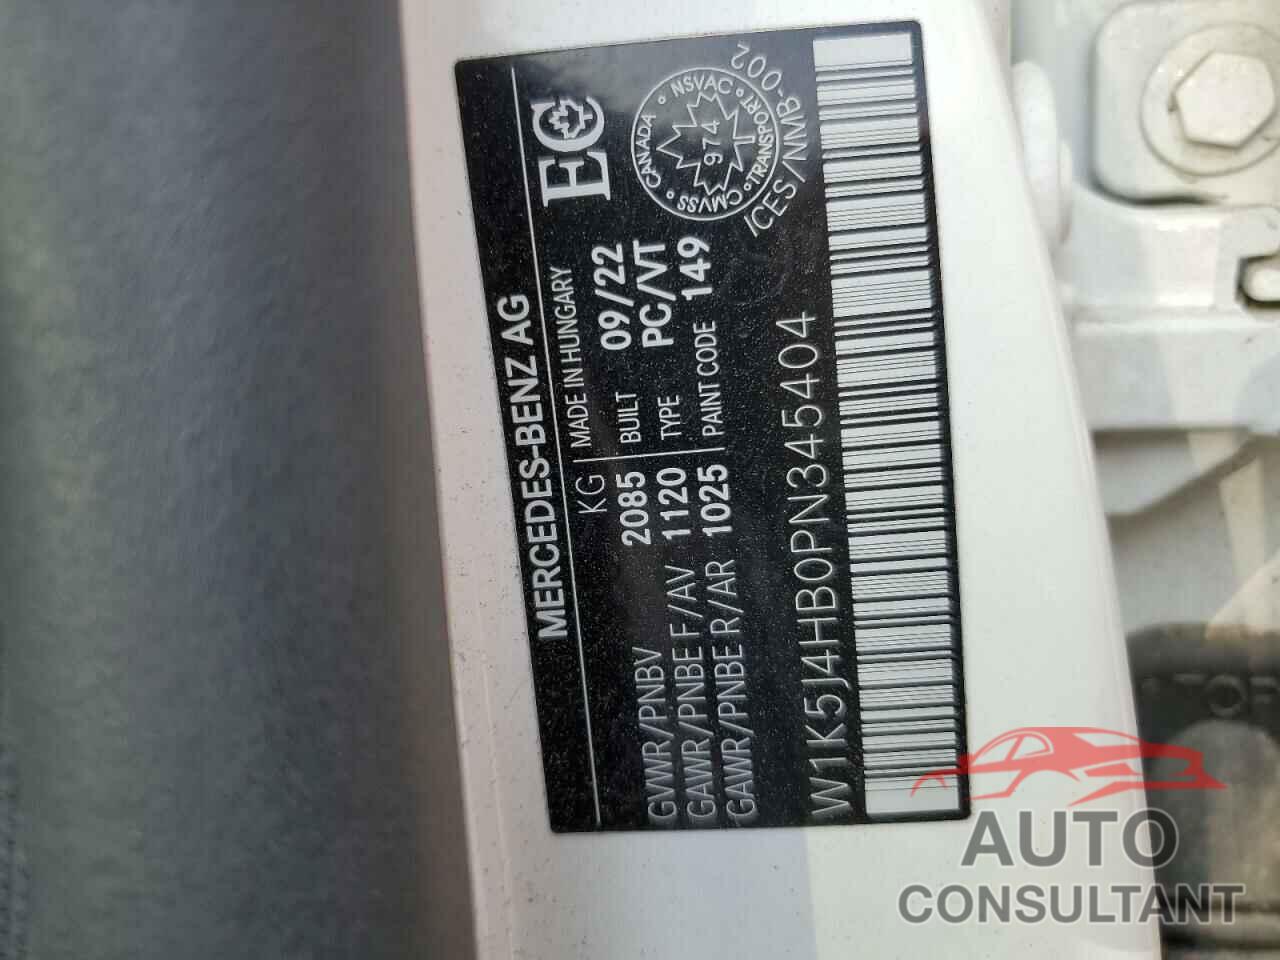 MERCEDES-BENZ AG
KG MADE IN HUNGARY
GVWR/PNBV 2085 BUILT 09/22
GAWR/PNBE F/AV 1120 TYPE PC/VT
GAWR/PNBE R/AR 1025 PAINT CODE 149
EC
CANADA NSVAC TRANSPORT CMVSS
974
ICES/NMB-002
W1K5J4HB0PN345404
AUTO
CONSULTANT